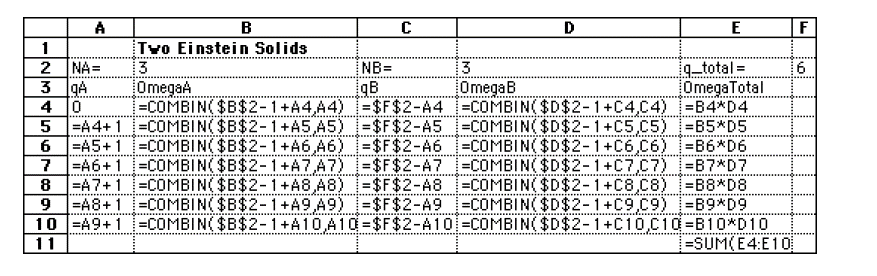 A B C D E F
1 Two Einstein Solids
2 NA= 3 NB= 3 q_total= 6
3 qA OmegaA qB OmegaB OmegaTotal
4 0 =COMBIN($B$2-1+A4,A4) =$F$2-A4 =COMBIN($D$2-1+C4,C4) =B4*D4
5 =A4+1 =COMBIN($B$2-1+A5,A5) =$F$2-A5 =COMBIN($D$2-1+C5,C5) =B5*D5
6 =A5+1 =COMBIN($B$2-1+A6,A6) =$F$2-A6 =COMBIN($D$2-1+C6,C6) =B6*D6
7 =A6+1 =COMBIN($B$2-1+A7,A7) =$F$2-A7 =COMBIN($D$2-1+C7,C7) =B7*D7
8 =A7+1 =COMBIN($B$2-1+A8,A8) =$F$2-A8 =COMBIN($D$2-1+C8,C8) =B8*D8
9 =A8+1 =COMBIN($B$2-1+A9,A9) =$F$2-A9 =COMBIN($D$2-1+C9,C9) =B9*D9
10 =A9+1 =COMBIN($B$2-1+A10,A10 =$F$2-A10 =COMBIN($D$2-1+C10,C10 =B10*D10
11 =SUM(E4:E10